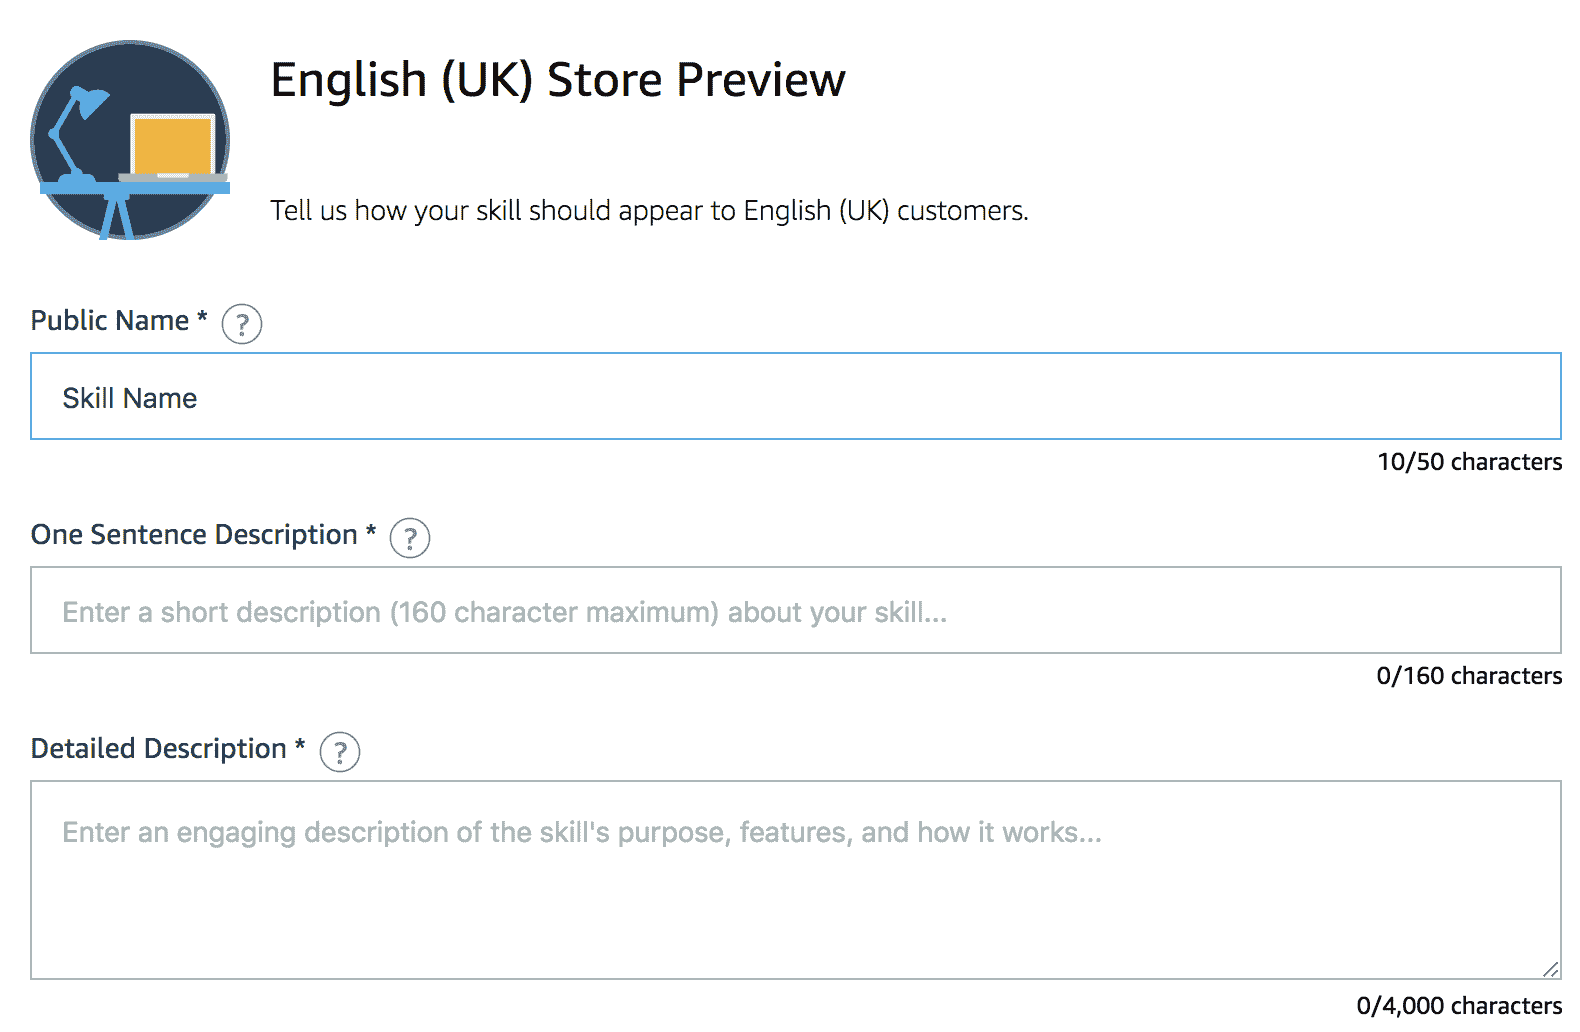 English (UK) Store Preview
Tell us how your skill should appear to English (UK) customers.
Public Name * ?
Skill Name
10/50 characters
One Sentence Description * ?
Enter a short description (160 character maximum) about your skill...
0/160 characters
Detailed Description * ?
Enter an engaging description of the skill's purpose, features, and how it works...
0/4,000 characters